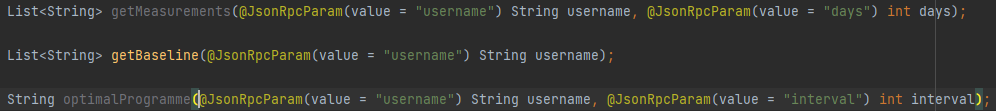 List<String> getMeasurements(@JsonRpcParam(value = "username") String username, @JsonRpcParam(value = "days") int days);
List<String> getBaseline(@JsonRpcParam(value = "username") String username);
String optimalProgramme(@JsonRpcParam(value = "username") String username, @JsonRpcParam(value = "interval") int interval);